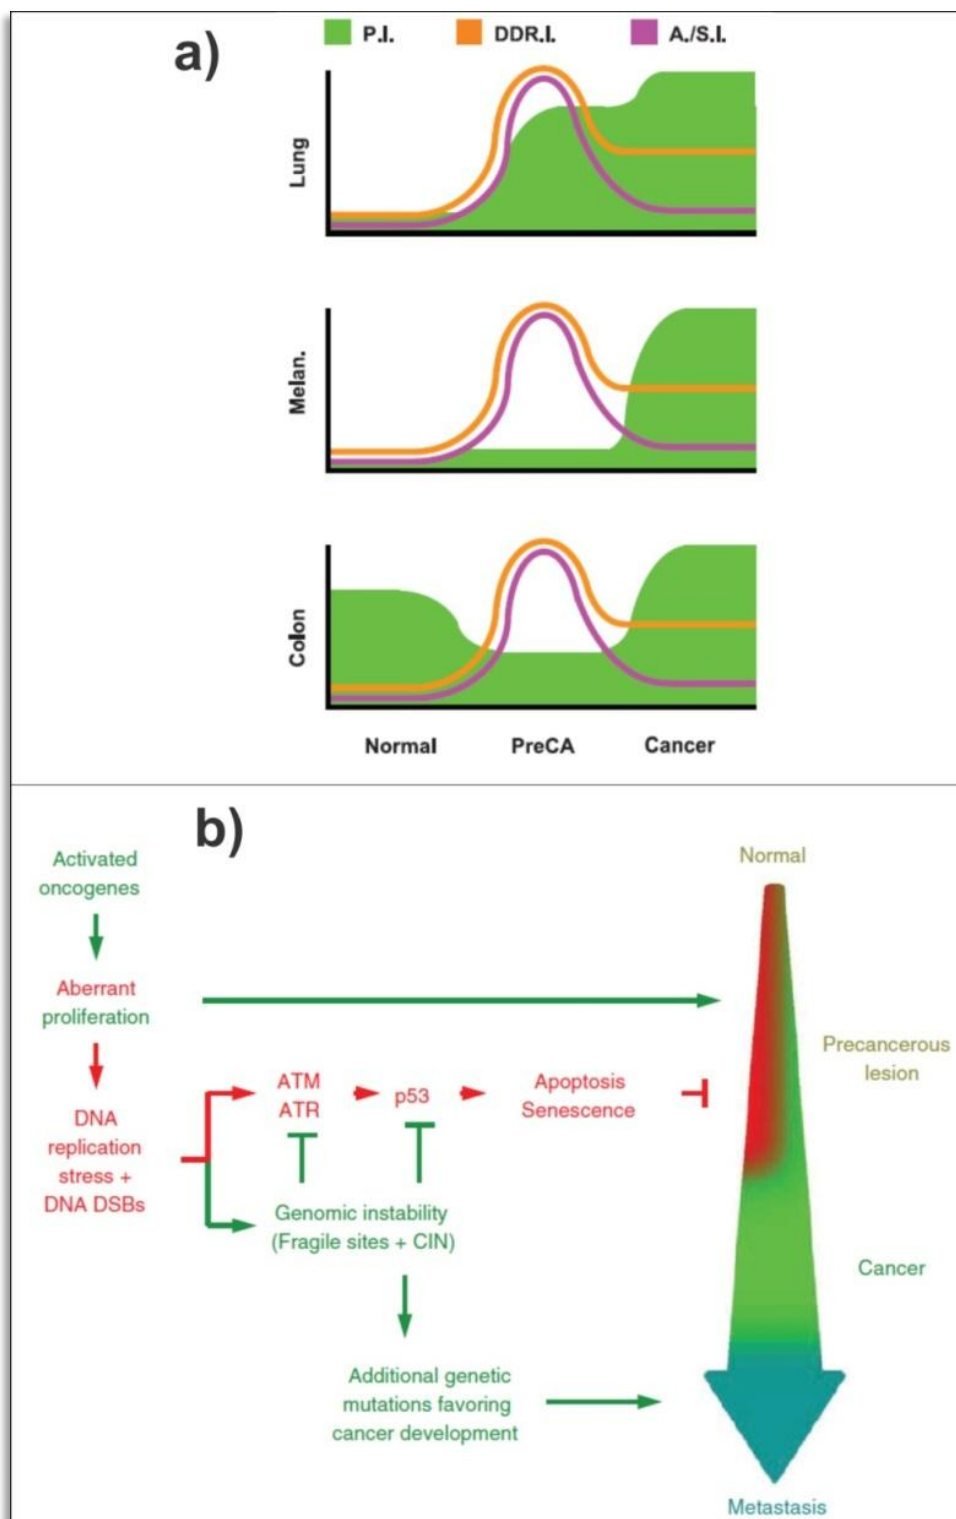 a)
P.I.
DDR.I.
A./S.I.
Lung
Melan.
Colon
Normal
PreCA
Cancer
b)
Activated
oncogenes
Aberrant
proliferation
DNA
replication
stress +
DNA DSBs
ATM
ATR
p53
Apoptosis
Senescence
Genomic instability
(Fragile sites + CIN)
Additional genetic
mutations favoring
cancer development
Normal
Precancerous
lesion
Cancer
Metastasis